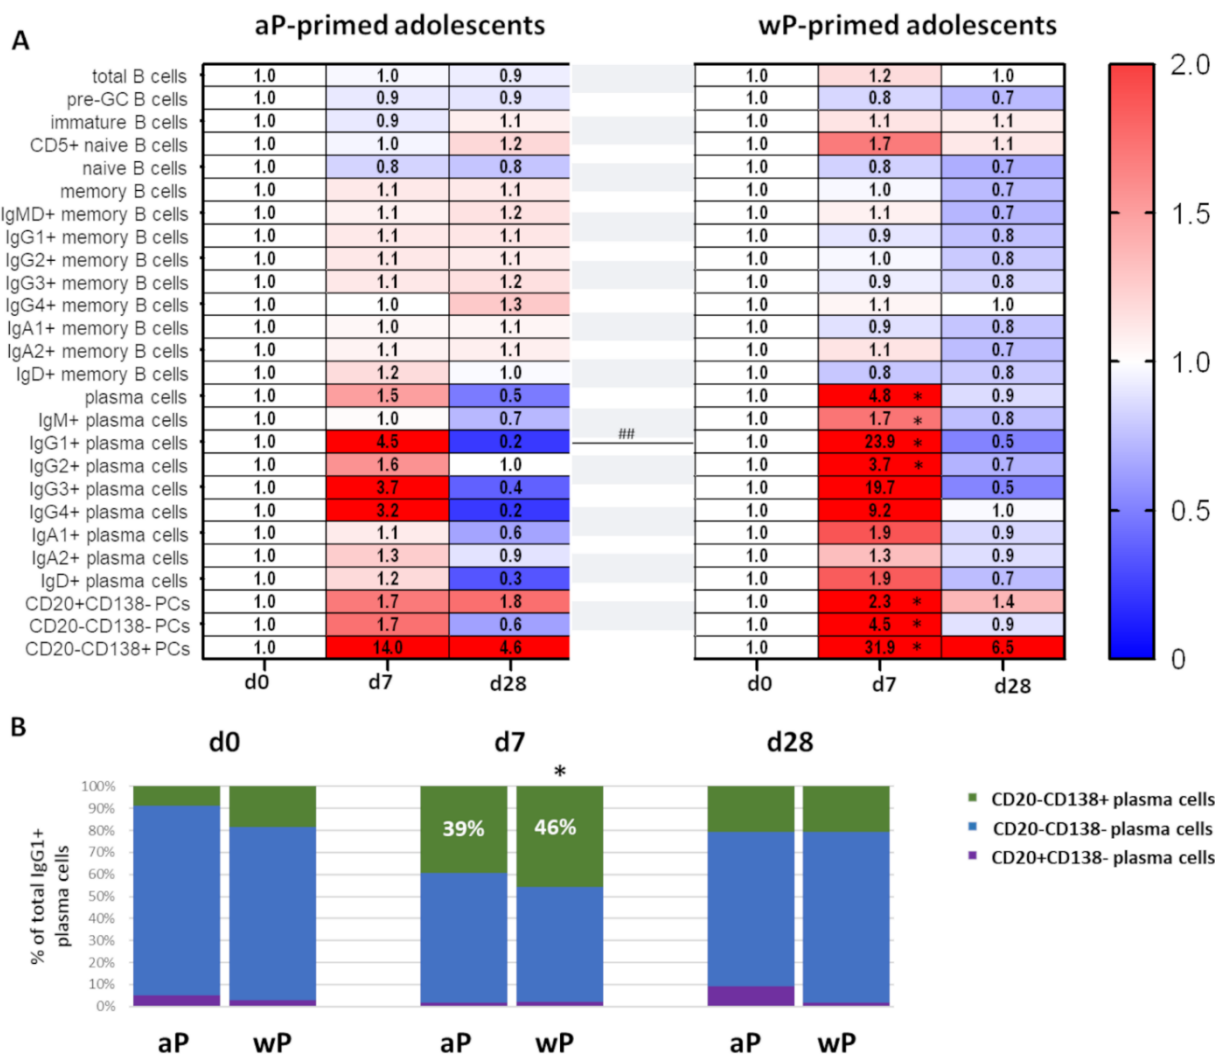 A
aP-primed adolescents wP-primed adolescents
total B cells 1.0 1.0 0.9 1.0 1.2 1.0
pre-GC B cells 1.0 0.9 0.9 1.0 0.8 0.7
immature B cells 1.0 0.9 1.1 1.0 1.1 1.1
CD5+ naive B cells 1.0 1.0 1.2 1.0 1.7 1.1
naive B cells 1.0 0.8 0.8 1.0 0.8 0.7
memory B cells 1.0 1.1 1.1 1.0 1.0 0.7
IgMD+ memory B cells 1.0 1.1 1.2 1.0 1.1 0.7
IgG1+ memory B cells 1.0 1.1 1.1 1.0 0.9 0.8
IgG2+ memory B cells 1.0 1.1 1.1 1.0 1.0 0.8
IgG3+ memory B cells 1.0 1.1 1.2 1.0 0.9 0.8
IgG4+ memory B cells 1.0 1.0 1.3 1.0 1.1 1.0
IgA1+ memory B cells 1.0 1.0 1.1 1.0 0.9 0.8
IgA2+ memory B cells 1.0 1.1 1.1 1.0 1.1 0.7
IgD+ memory B cells 1.0 1.2 1.0 1.0 0.8 0.8
plasma cells 1.0 1.5 0.5 1.0 4.8 * 0.9
IgM+ plasma cells 1.0 1.0 0.7 1.0 1.7 * 0.8
IgG1+ plasma cells 1.0 4.5 0.2 ## 1.0 23.9 * 0.5
IgG2+ plasma cells 1.0 1.6 1.0 1.0 3.7 * 0.7
IgG3+ plasma cells 1.0 3.7 0.4 1.0 19.7 0.5
IgG4+ plasma cells 1.0 3.2 0.2 1.0 9.2 1.0
IgA1+ plasma cells 1.0 1.1 0.6 1.0 1.9 0.9
IgA2+ plasma cells 1.0 1.3 0.9 1.0 1.3 0.9
IgD+ plasma cells 1.0 1.2 0.3 1.0 1.9 0.7
CD20+CD138- PCs 1.0 1.7 1.8 1.0 2.3 * 1.4
CD20-CD138- PCs 1.0 1.7 0.6 1.0 4.5 * 0.9
CD20-CD138+ PCs 1.0 14.0 4.6 1.0 31.9 * 6.5
d0 d7 d28 d0 d7 d28
2.0
1.5
1.0
0.5
0
B
d0 d7 d28
*
100%
90%
80%
70%
60%
50%
40%
30%
20%
10%
0%
% of total IgG1+
plasma cells
39% 46%
aP wP aP wP aP wP
CD20-CD138+ plasma cells
CD20-CD138- plasma cells
CD20+CD138- plasma cells